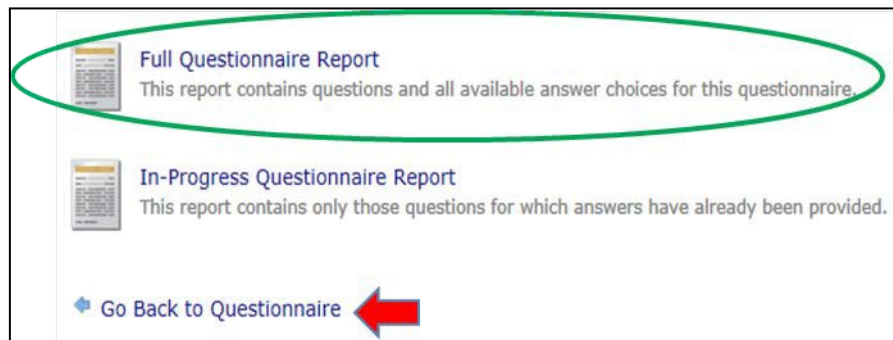 Full Questionnaire Report
This report contains questions and all available answer choices for this questionnaire.
In-Progress Questionnaire Report
This report contains only those questions for which answers have already been provided.
Go Back to Questionnaire